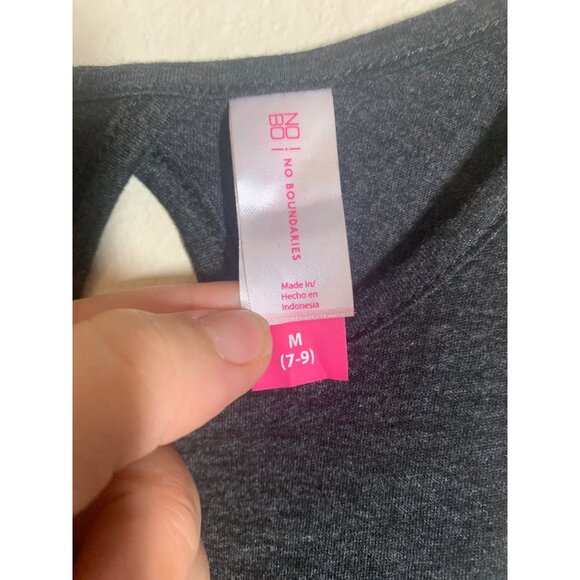 NO
BO
NO BOUNDARIES
Made in/
Hecho en
Indonesia
M
(7-9)